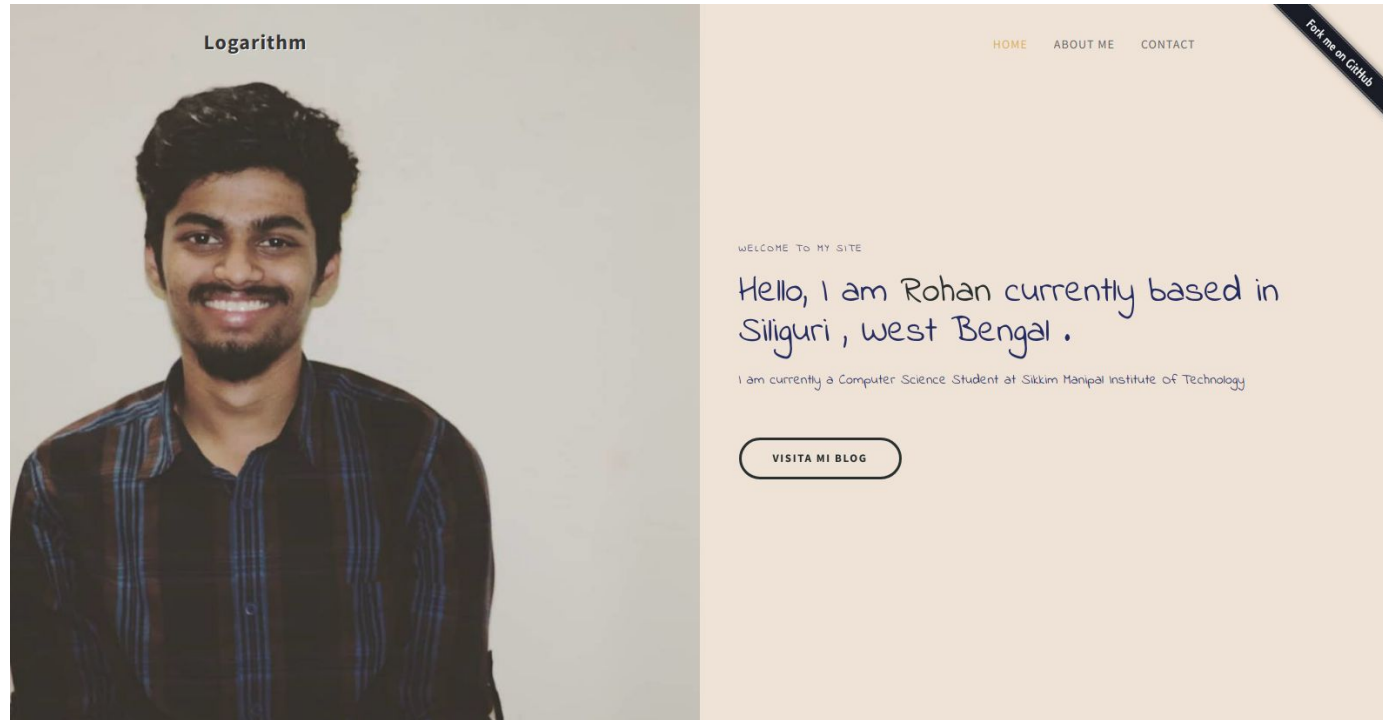 Logarithm
HOME ABOUT ME CONTACT
Fork me on GitHub
WELCOME TO MY SITE
Hello, I am Rohan currently based in
Siliguri , West Bengal .
I am currently a Computer Science Student at Sikkim Manipal Institute Of Technology
VISITA MI BLOG